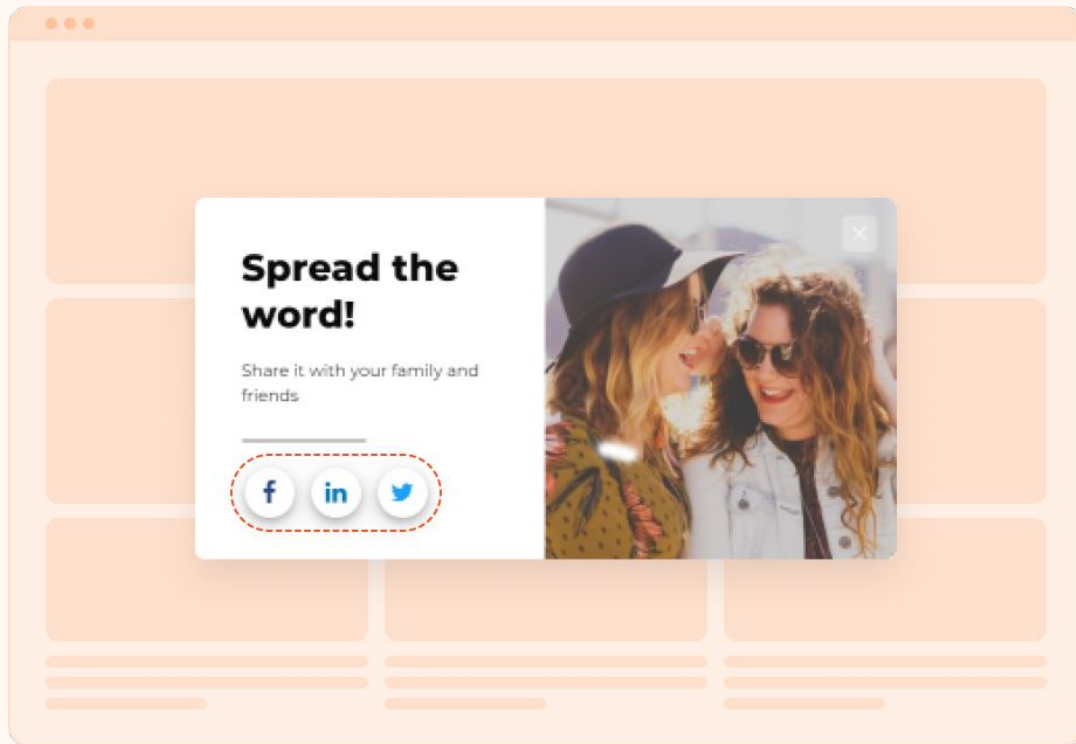 Spread the
word!
Share it with your family and
friends
f
in